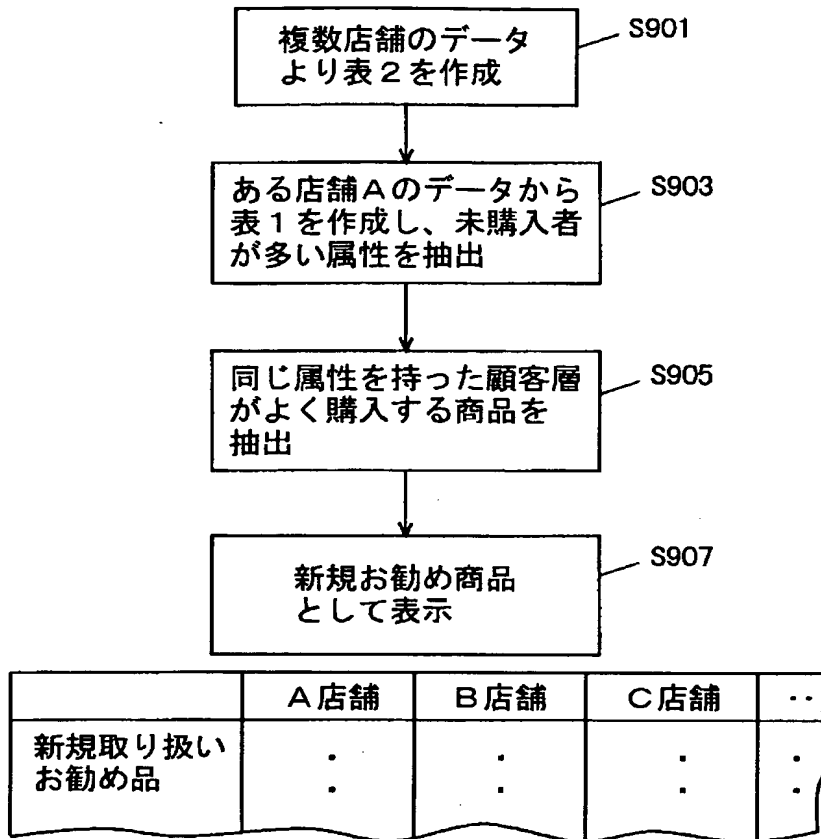 複数店舗のデータ
より表2を作成
S901
ある店舗Aのデータから
表1を作成し、未購入者
が多い属性を抽出
S903
同じ属性を持った顧客層
がよく購入する商品を
抽出
S905
新規お勧め商品
として表示
S907
A店舗 B店舗 C店舗 ‥
新規取り扱い
お勧め品